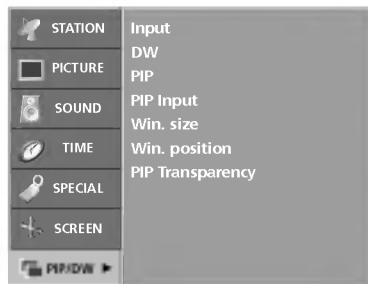 STATION
PICTURE
SOUND
TIME
SPECIAL
SCREEN
PIP/DW
Input
DW
PIP
PIP Input
Win. size
Win. position
PIP Transparency